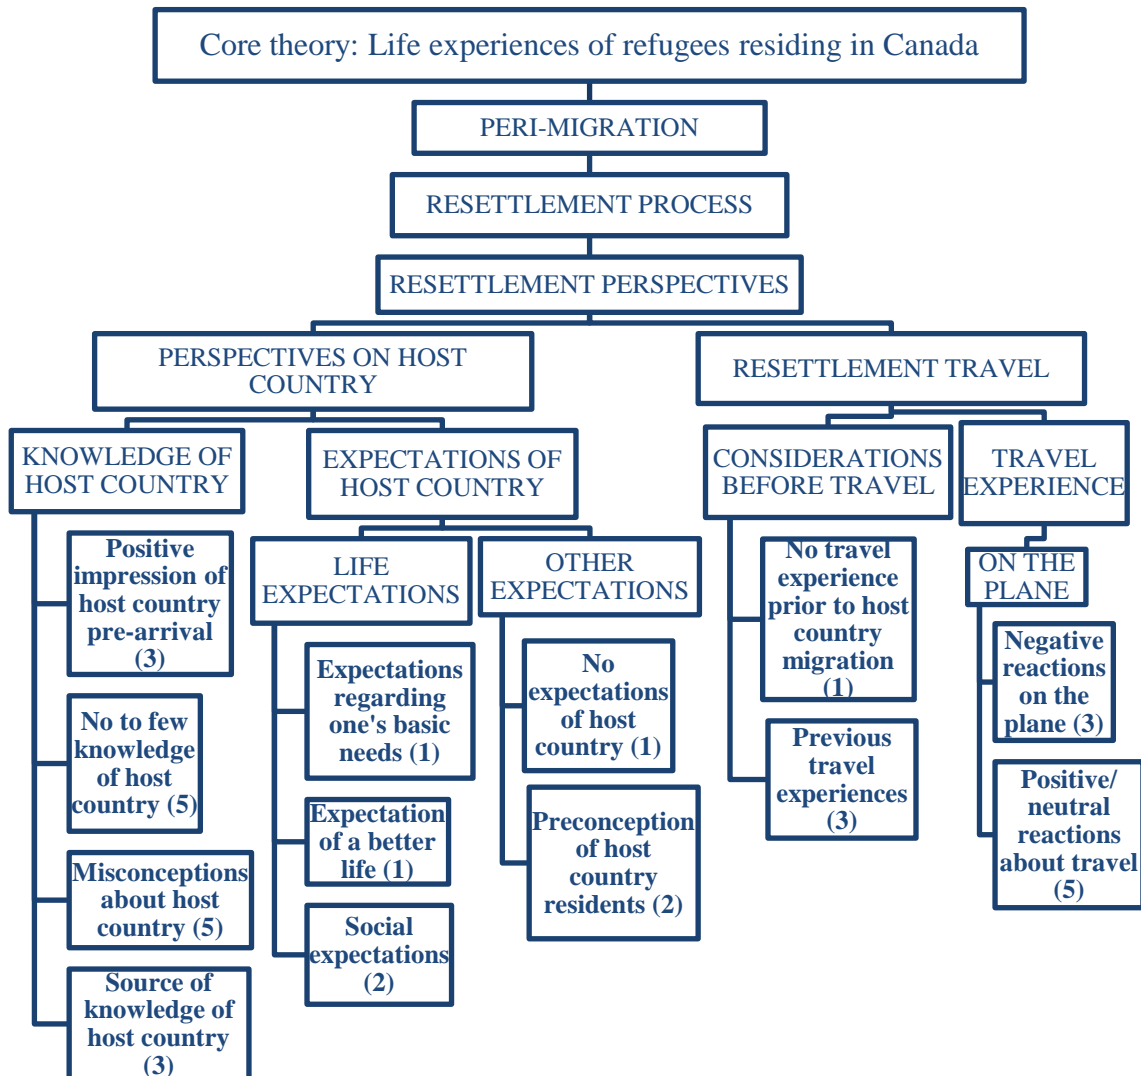 Core theory: Life experiences of refugees residing in Canada
PERI-MIGRATION
RESETTLEMENT PROCESS
RESETTLEMENT PERSPECTIVES
PERSPECTIVES ON HOST
COUNTRY
RESETTLEMENT TRAVEL
KNOWLEDGE OF
HOST COUNTRY
EXPECTATIONS OF
HOST COUNTRY
CONSIDERATIONS
BEFORE TRAVEL
TRAVEL
EXPERIENCE
Positive
impression of
host country
pre-arrival
(3)
No to few
knowledge
of host
country (5)
Misconceptions
about host
country (5)
Source of
knowledge of
host country
(3)
LIFE
EXPECTATIONS
Expectations
regarding
one's basic
needs (1)
Expectation
of a better
life (1)
Social
expectations
(2)
OTHER
EXPECTATIONS
No
expectations
of host
country (1)
Preconception
of host
country
residents (2)
No travel
experience
prior to host
country
migration
(1)
Previous
travel
experiences
(3)
ON THE
PLANE
Negative
reactions
on the
plane (3)
Positive/
neutral
reactions
about travel
(5)